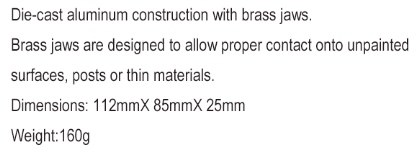 Die-cast aluminum construction with brass jaws.
Brass jaws are designed to allow proper contact onto unpainted
surfaces, posts or thin materials.
Dimensions: 112mmX 85mmX 25mm
Weight:160g